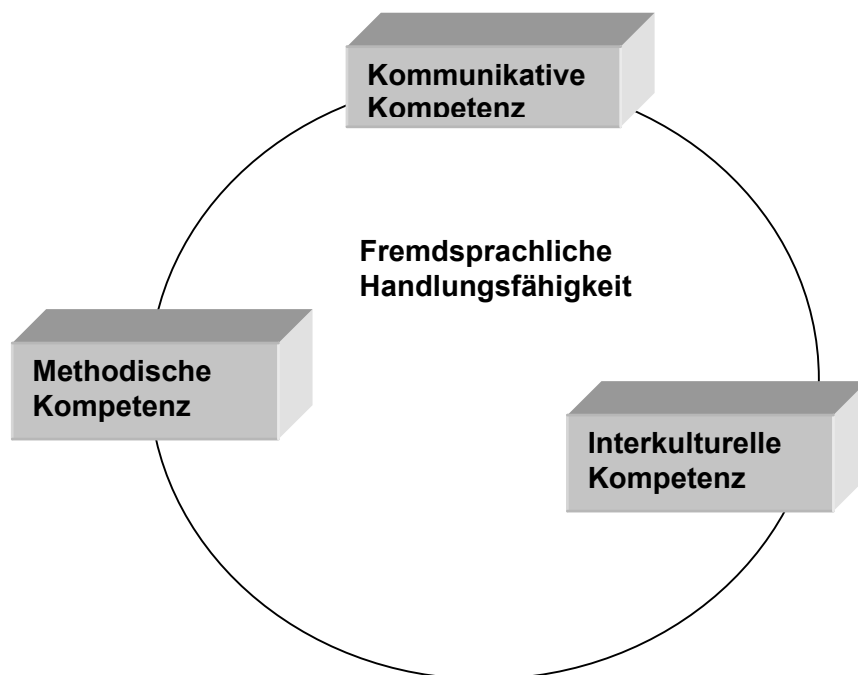 Kommunikative
Kompetenz
Fremdsprachliche
Handlungsfähigkeit
Methodische
Kompetenz
Interkulturelle
Kompetenz